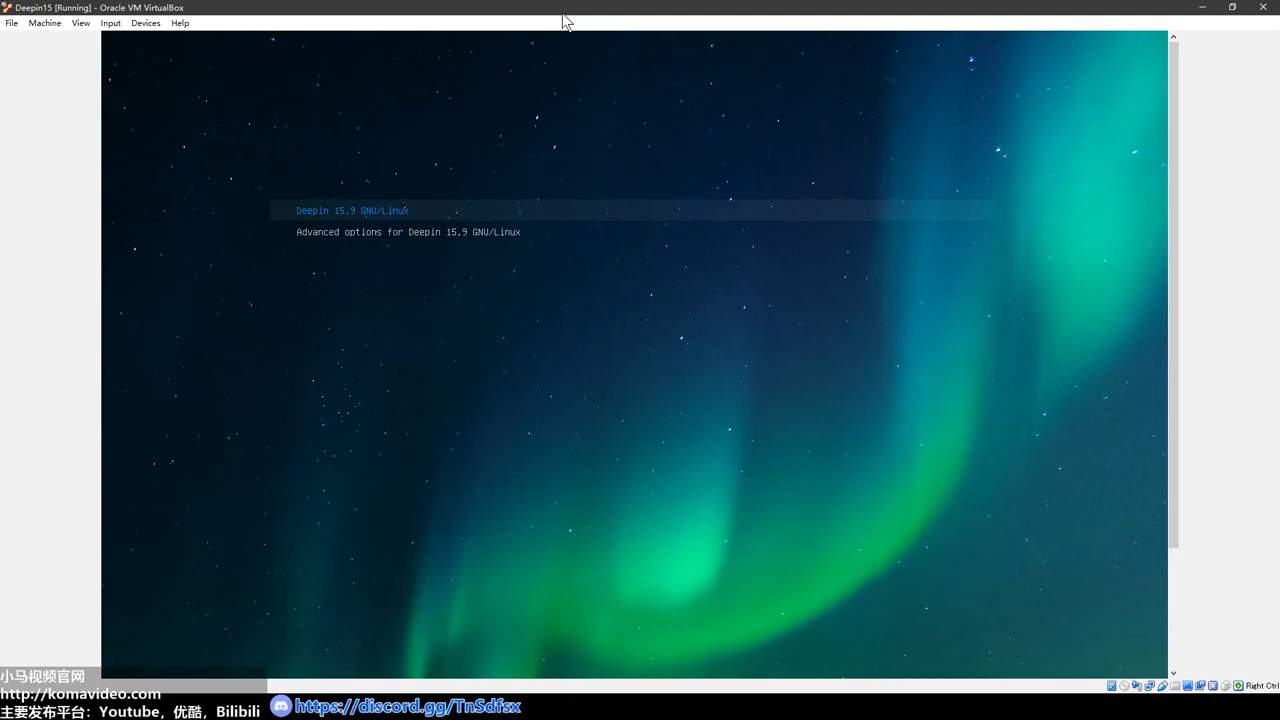 Deepin15 [Running] - Oracle VM VirtualBox
File Machine View Input Devices Help
Deepin 15.9 GNU/Linux
Advanced options for Deepin 15.9 GNU/Linux
小马视频官网
http://komavideo.com
主要发布平台：Youtube，优酷，Bilibili
https://discord.gg/TnSdfsx
Right Ctrl